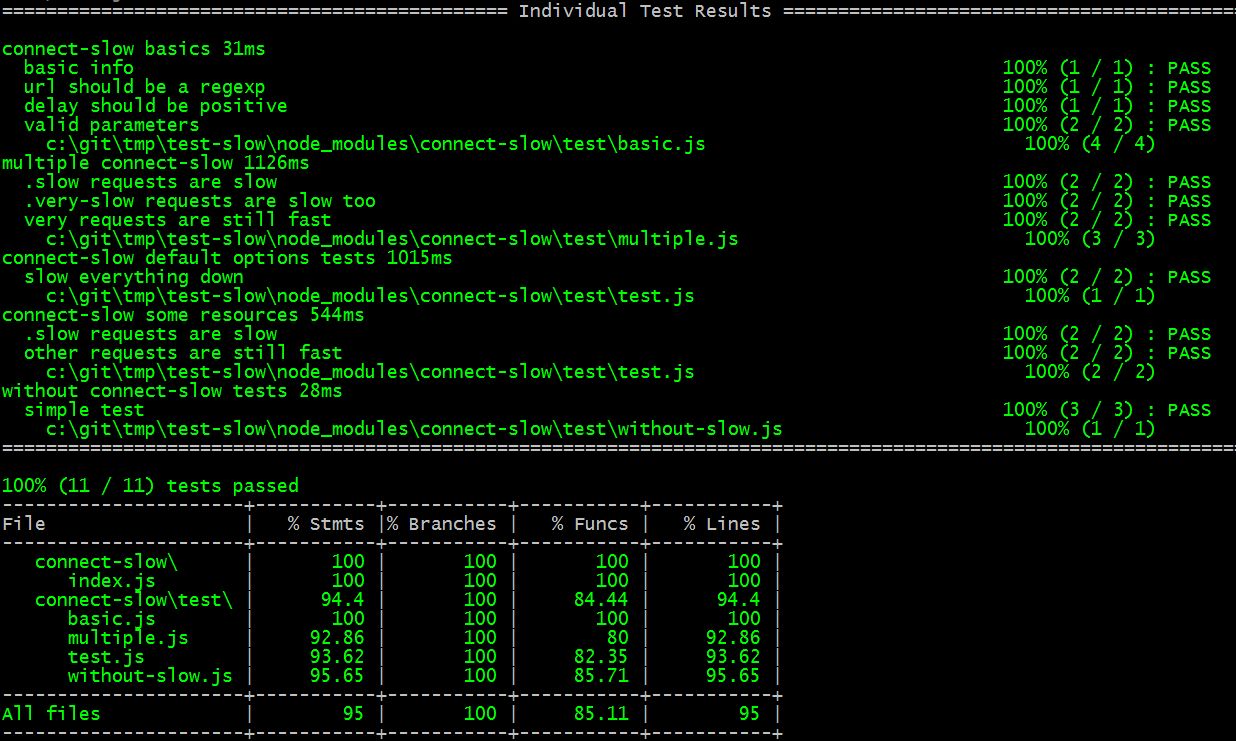 ============================================== Individual Test Results ==========================================
connect-slow basics 31ms
  basic info                                                                               100% (1 / 1) : PASS
  url should be a regexp                                                                   100% (1 / 1) : PASS
  delay should be positive                                                                 100% (1 / 1) : PASS
  valid parameters                                                                         100% (2 / 2) : PASS
    c:\git\tmp\test-slow\node_modules\connect-slow\test\basic.js                             100% (4 / 4)
multiple connect-slow 1126ms
  .slow requests are slow                                                                  100% (2 / 2) : PASS
  .very-slow requests are slow too                                                         100% (2 / 2) : PASS
  very requests are still fast                                                             100% (2 / 2) : PASS
    c:\git\tmp\test-slow\node_modules\connect-slow\test\multiple.js                          100% (3 / 3)
connect-slow default options tests 1015ms
  slow everything down                                                                     100% (2 / 2) : PASS
    c:\git\tmp\test-slow\node_modules\connect-slow\test\test.js                              100% (1 / 1)
connect-slow some resources 544ms
  .slow requests are slow                                                                  100% (2 / 2) : PASS
  other requests are still fast                                                            100% (2 / 2) : PASS
    c:\git\tmp\test-slow\node_modules\connect-slow\test\test.js                              100% (2 / 2)
without connect-slow tests 28ms
  simple test                                                                              100% (3 / 3) : PASS
    c:\git\tmp\test-slow\node_modules\connect-slow\test\without-slow.js                      100% (1 / 1)
================================================================================================================
100% (11 / 11) tests passed
----------------------+-----------+-----------+-----------+-----------+
File                  |   % Stmts |% Branches |   % Funcs |   % Lines |
----------------------+-----------+-----------+-----------+-----------+
   connect-slow\      |       100 |       100 |       100 |       100 |
      index.js        |       100 |       100 |       100 |       100 |
   connect-slow\test\ |      94.4 |       100 |     84.44 |      94.4 |
      basic.js        |       100 |       100 |       100 |       100 |
      multiple.js     |     92.86 |       100 |        80 |     92.86 |
      test.js         |     93.62 |       100 |     82.35 |     93.62 |
      without-slow.js |     95.65 |       100 |     85.71 |     95.65 |
----------------------+-----------+-----------+-----------+-----------+
All files             |        95 |       100 |     85.11 |        95 |
----------------------+-----------+-----------+-----------+-----------+